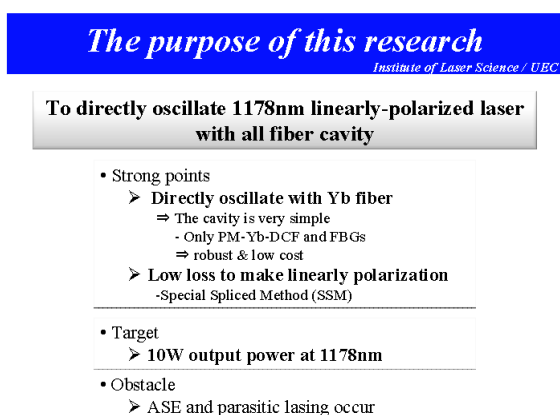 The purpose of this research
Institute of Laser Science / UEC
To directly oscillate 1178nm linearly-polarized laser
with all fiber cavity
• Strong points
➢ Directly oscillate with Yb fiber
⇒ The cavity is very simple
- Only PM-Yb-DCF and FBGs
⇒ robust & low cost
➢ Low loss to make linearly polarization
-Special Spliced Method (SSM)
• Target
➢ 10W output power at 1178nm
• Obstacle
➢ ASE and parasitic lasing occur